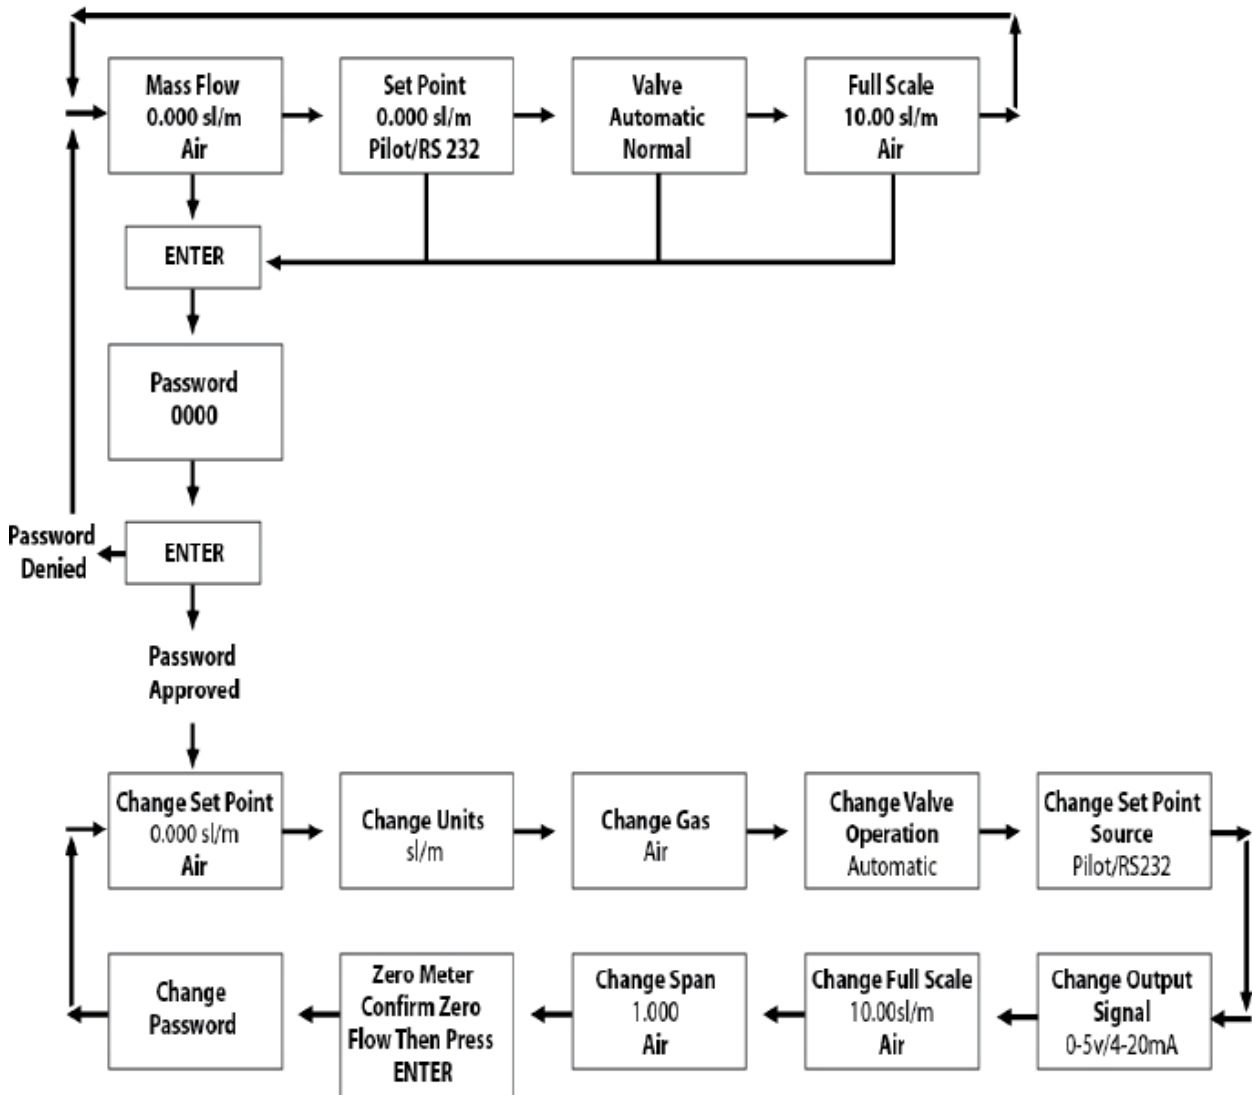 Mass Flow
0.000 sl/m
Air
Set Point
0.000 sl/m
Pilot/RS 232
Valve
Automatic
Normal
Full Scale
10.00 sl/m
Air
ENTER
Password
0000
Password
Denied
ENTER
Password
Approved
Change Set Point
0.000 sl/m
Air
Change Units
sl/m
Change Gas
Air
Change Valve
Operation
Automatic
Change Set Point
Source
Pilot/RS232
Change Output
Signal
0-5v/4-20mA
Change Full Scale
10.00sl/m
Air
Change Span
1.000
Air
Zero Meter
Confirm Zero
Flow Then Press
ENTER
Change
Password